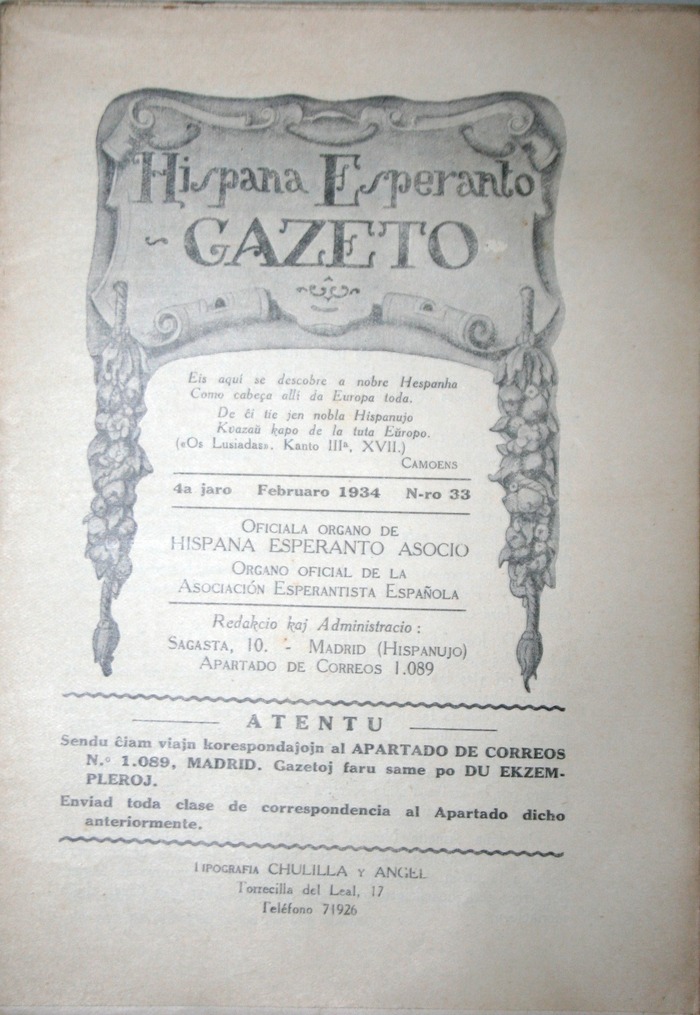 Hispana Esperanto
GAZETO
Eis aqui se descobre a nobre Hespanha
Como cabeça alli da Europa toda.
De ĉi tie jen nobla Hispanujo
Kvazaŭ kapo de la tuta Eŭropo.
(«Os Lusiadas». Kanto IIIª, XVII.)
CAMOENS
4a jaro Februaro 1934 N-ro 33
OFICIALA ORGANO DE
HISPANA ESPERANTO ASOCIO
ORGANO OFICIAL DE LA
ASOCIACIÓN ESPERANTISTA ESPAÑOLA
Redakcio kaj Administracio:
SAGASTA, 10. - MADRID (HISPANUJO)
APARTADO DE CORREOS 1.089
ATENTU
Sendu ĉiam viajn korespondajojn al APARTADO DE CORREOS
N.º 1.089, MADRID. Gazetoj faru same po DU EKZEM-
PLEROJ.
Enviad toda clase de correspondencia al Apartado dicho
anteriormente.
TIPOGRAFIA CHULILLA Y ANGEL
Torrecilla del Leal, 17
Teléfono 71926